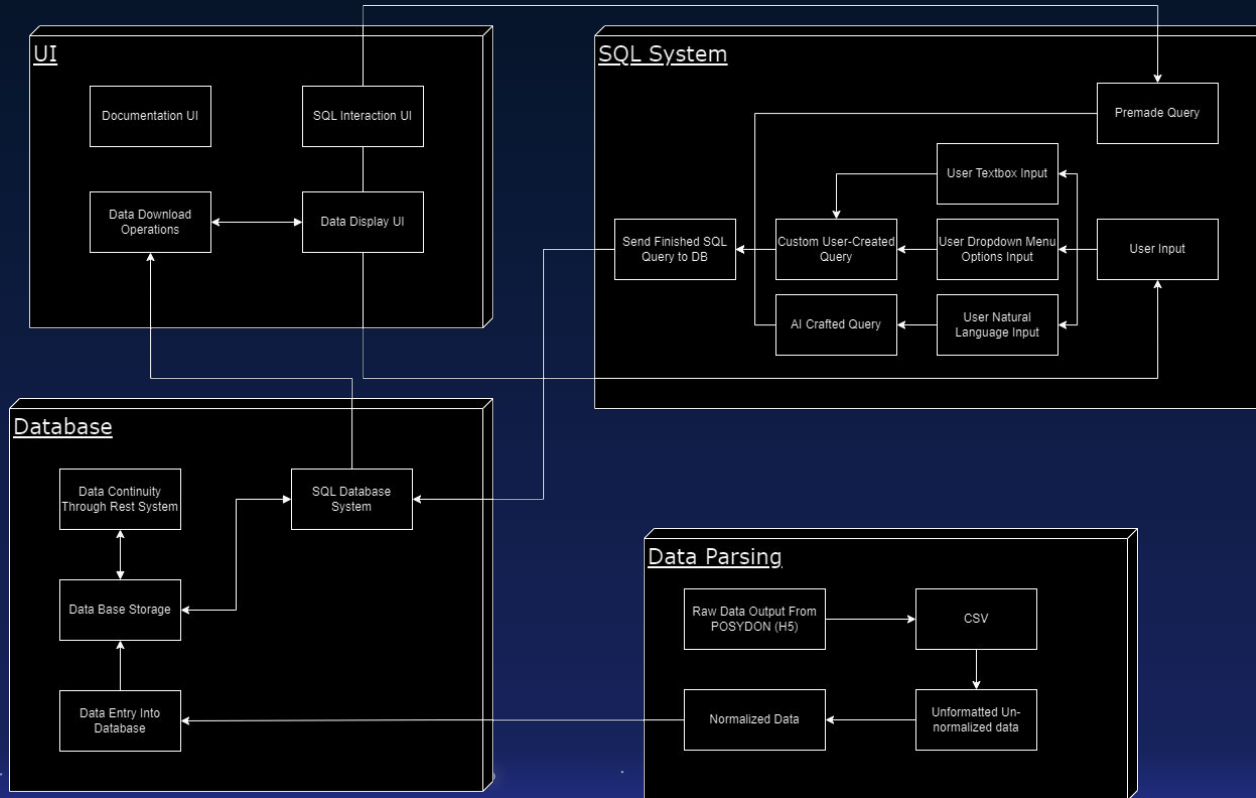 UI
Documentation UI
SQL Interaction UI
Data Download
Operations
Data Display UI
SQL System
Premade Query
User Textbox Input
Send Finished SQL
Query to DB
Custom User-Created
Query
User Dropdown Menu
Options Input
User Input
AI Crafted Query
User Natural
Language Input
Database
Data Continuity
Through Rest System
SQL Database
System
Data Base Storage
Data Entry Into
Database
Data Parsing
Raw Data Output From
POSYDON (H5)
CSV
Normalized Data
Unformatted Un-
normalized data